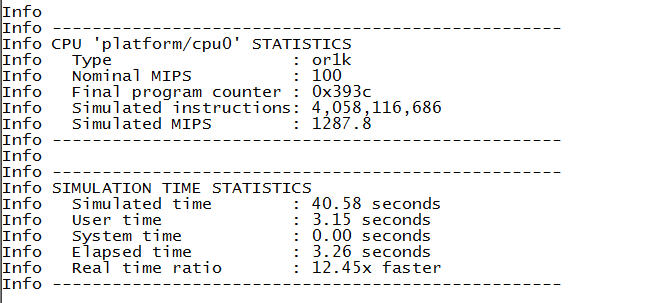 Info
Info ---------------------------------------------------
Info CPU 'platform/cpu0' STATISTICS
Info   Type                  : or1k
Info   Nominal MIPS          : 100
Info   Final program counter : 0x393c
Info   Simulated instructions: 4,058,116,686
Info   Simulated MIPS        : 1287.8
Info ---------------------------------------------------
Info
Info ---------------------------------------------------
Info SIMULATION TIME STATISTICS
Info   Simulated time        : 40.58 seconds
Info   User time             : 3.15 seconds
Info   System time           : 0.00 seconds
Info   Elapsed time          : 3.26 seconds
Info   Real time ratio       : 12.45x faster
Info ---------------------------------------------------